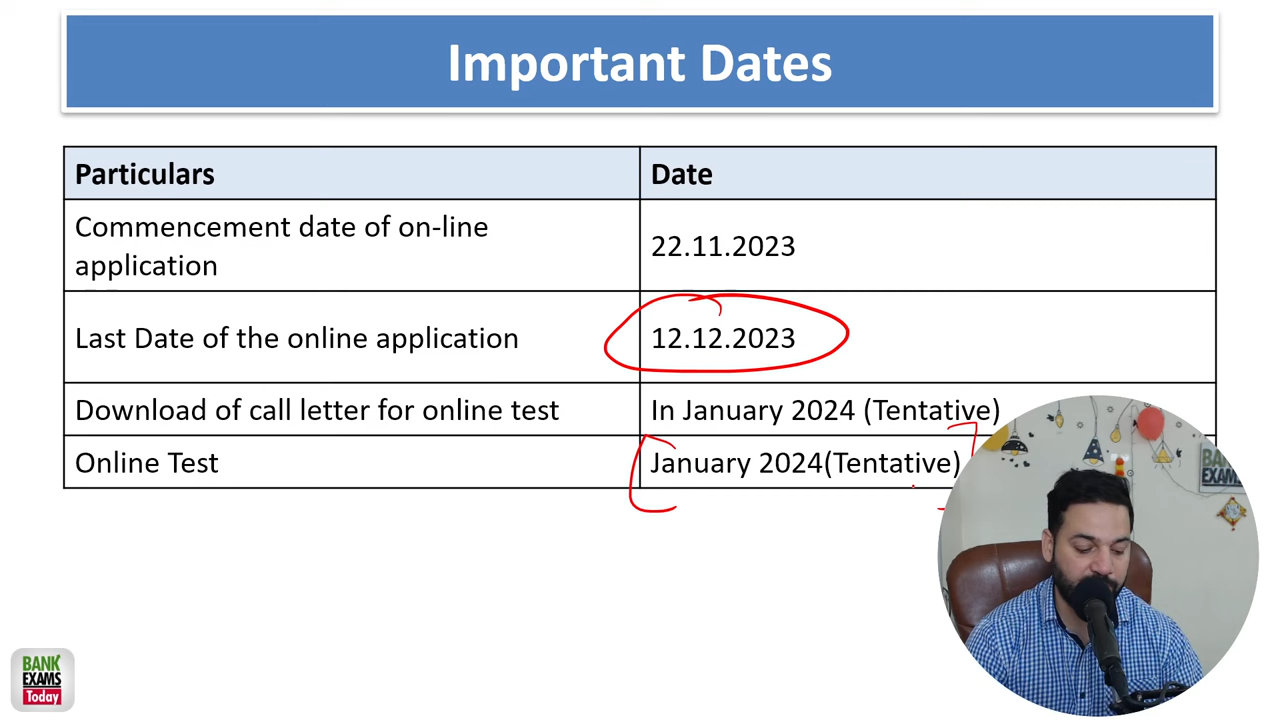 Important Dates
Particulars
Date
Commencement date of on-line
application
22.11.2023
Last Date of the online application
12.12.2023
Download of call letter for online test
In January 2024 (Tentative)
Online Test
January 2024(Tentative)
BANK
EXAMS
BANK
EXAMS
Today